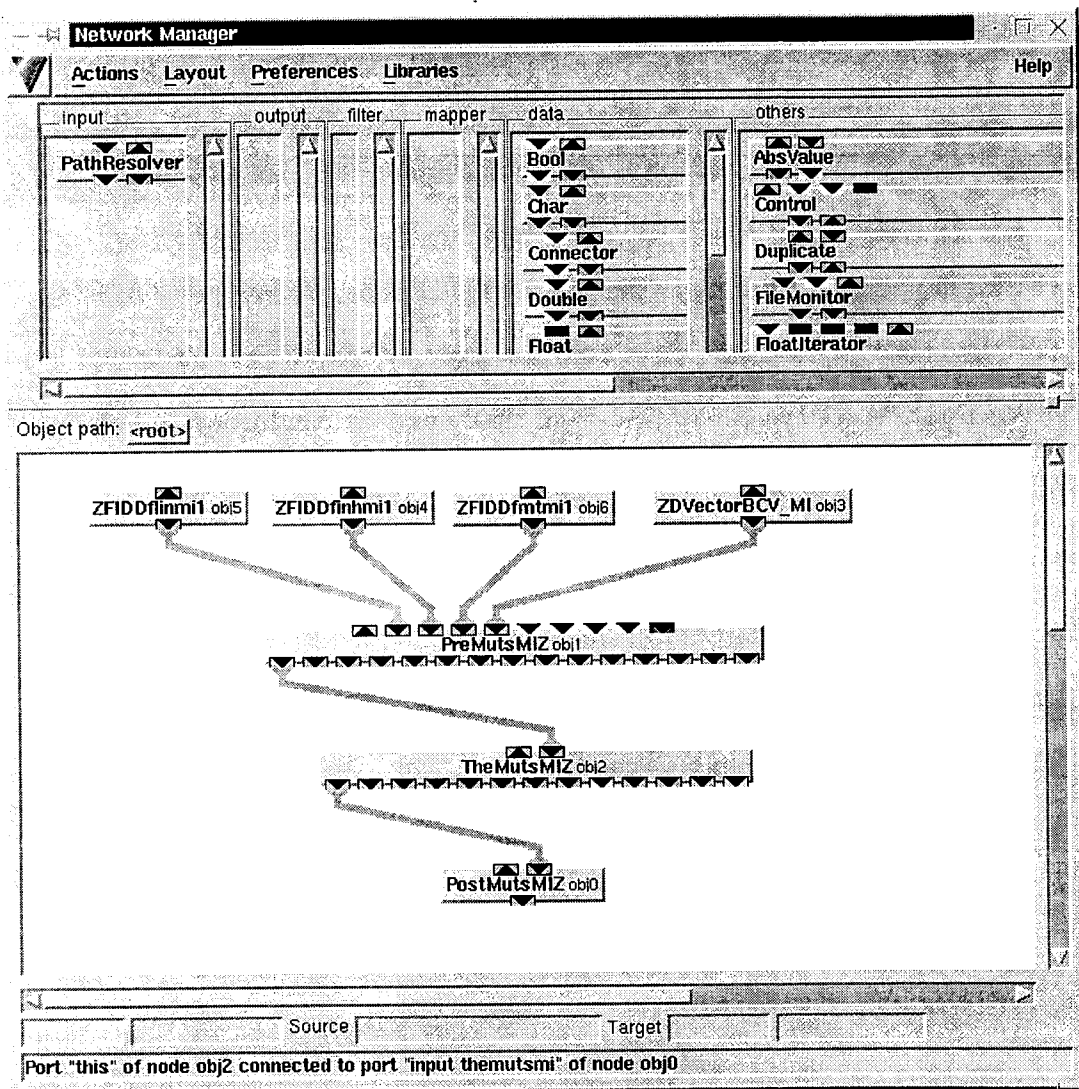 Network Manager
Actions Layout Preferences Libraries Help
input output filter mapper data others
PathResolver
Bool
Char
Connector
Double
Float
AbsValue
Control
Duplicate
FileMonitor
FloatIterator
Object path: <root>
ZFIDDflinmi1 obj5 ZFIDDfinhmi1 obj4 ZFIDDfmtmi1 obj6 ZDVectorBCV_MI obj3
PreMutsMIZ obj1
TheMutsMIZ obj2
PostMutsMIZ obj0
Source Target
Port "this" of node obj2 connected to port "input themutsmi" of node obj0